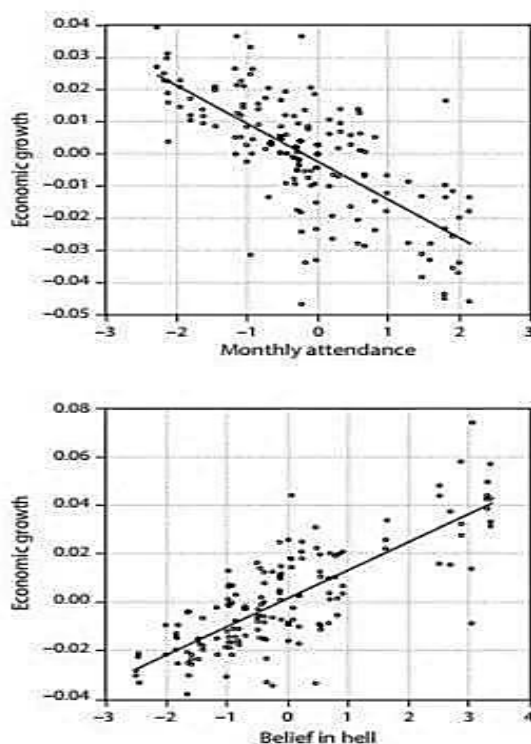 0.04
0.03
0.02
0.01
0.00
−0.01
−0.02
−0.03
−0.04
−0.05
Economic growth
−3 −2 −1 0 1 2 3
Monthly attendance
0.08
0.06
0.04
0.02
0.00
−0.02
−0.04
Economic growth
−3 −2 −1 0 1 2 3 4
Belief in hell